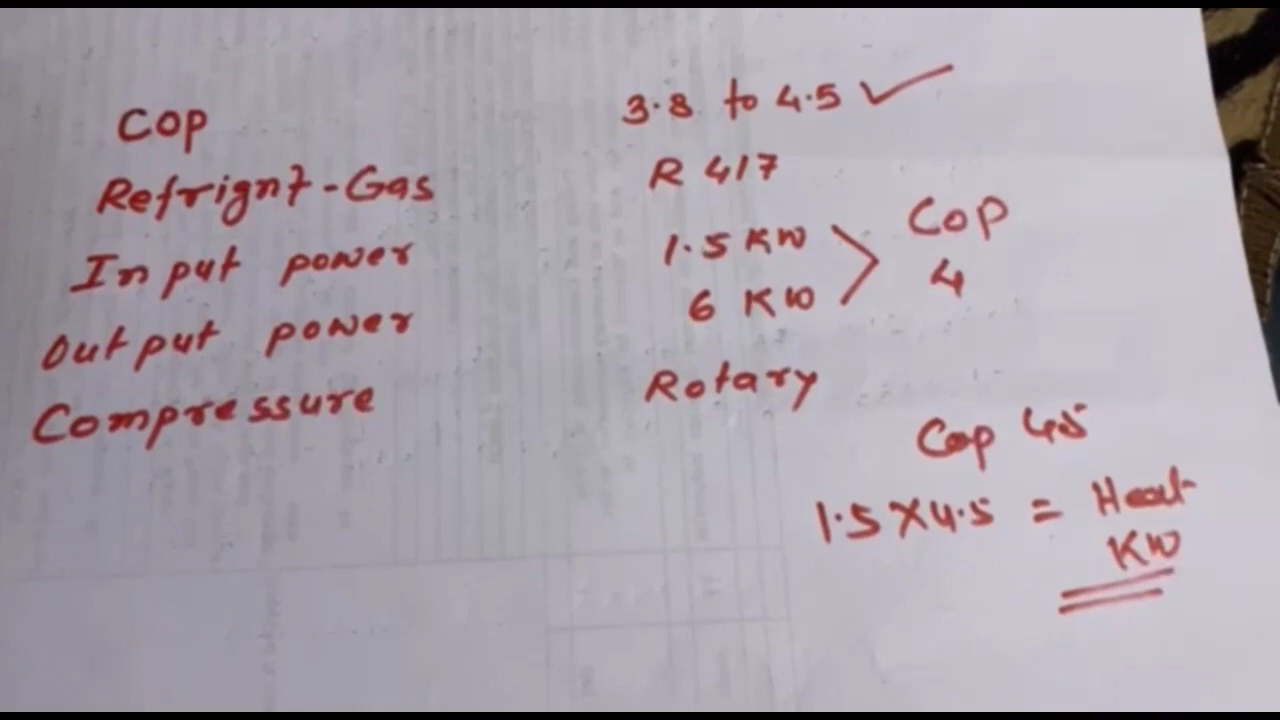 COP 3.8 to 4.5 ✓
Refrignt-Gas R 417
Input power 1.5 KW
COP
4
Output power 6 KW
Compressure Rotary
Cop 4.5
1.5 X 4.5 = Heat
KW